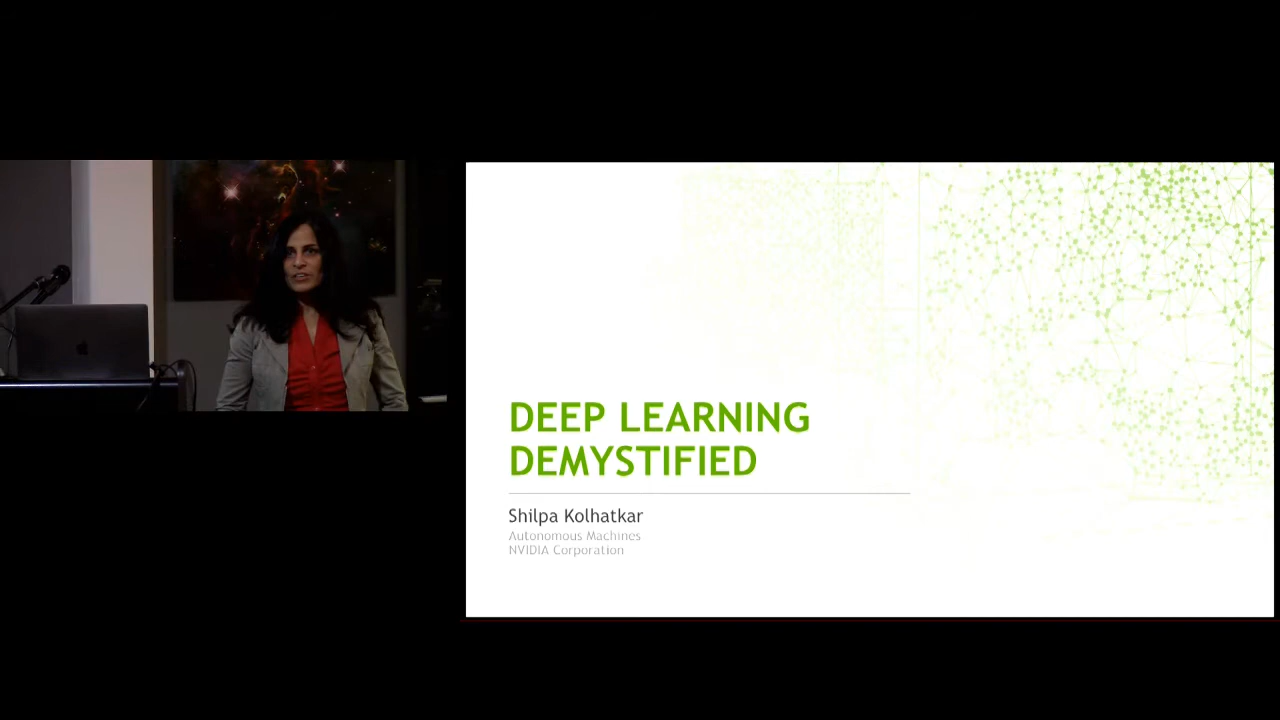 DEEP LEARNING
DEMYSTIFIED
Shilpa Kolhatkar
Autonomous Machines
NVIDIA Corporation